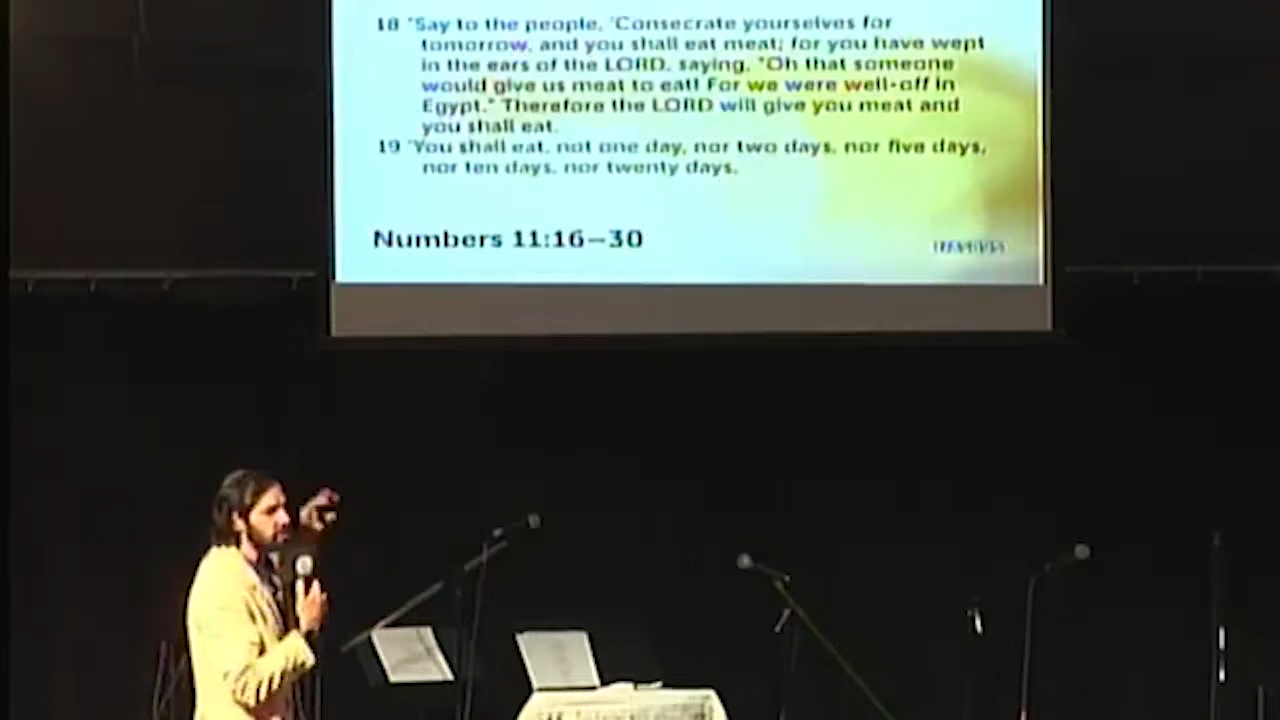 18 "Say to the people, 'Consecrate yourselves for
tomorrow, and you shall eat meat; for you have wept
in the ears of the LORD, saying, "Oh that someone
would give us meat to eat! For we were well-off in
Egypt." Therefore the LORD will give you meat and
you shall eat.
19 'You shall eat, not one day, nor two days, nor five days,
nor ten days, nor twenty days,
Numbers 11:16–30